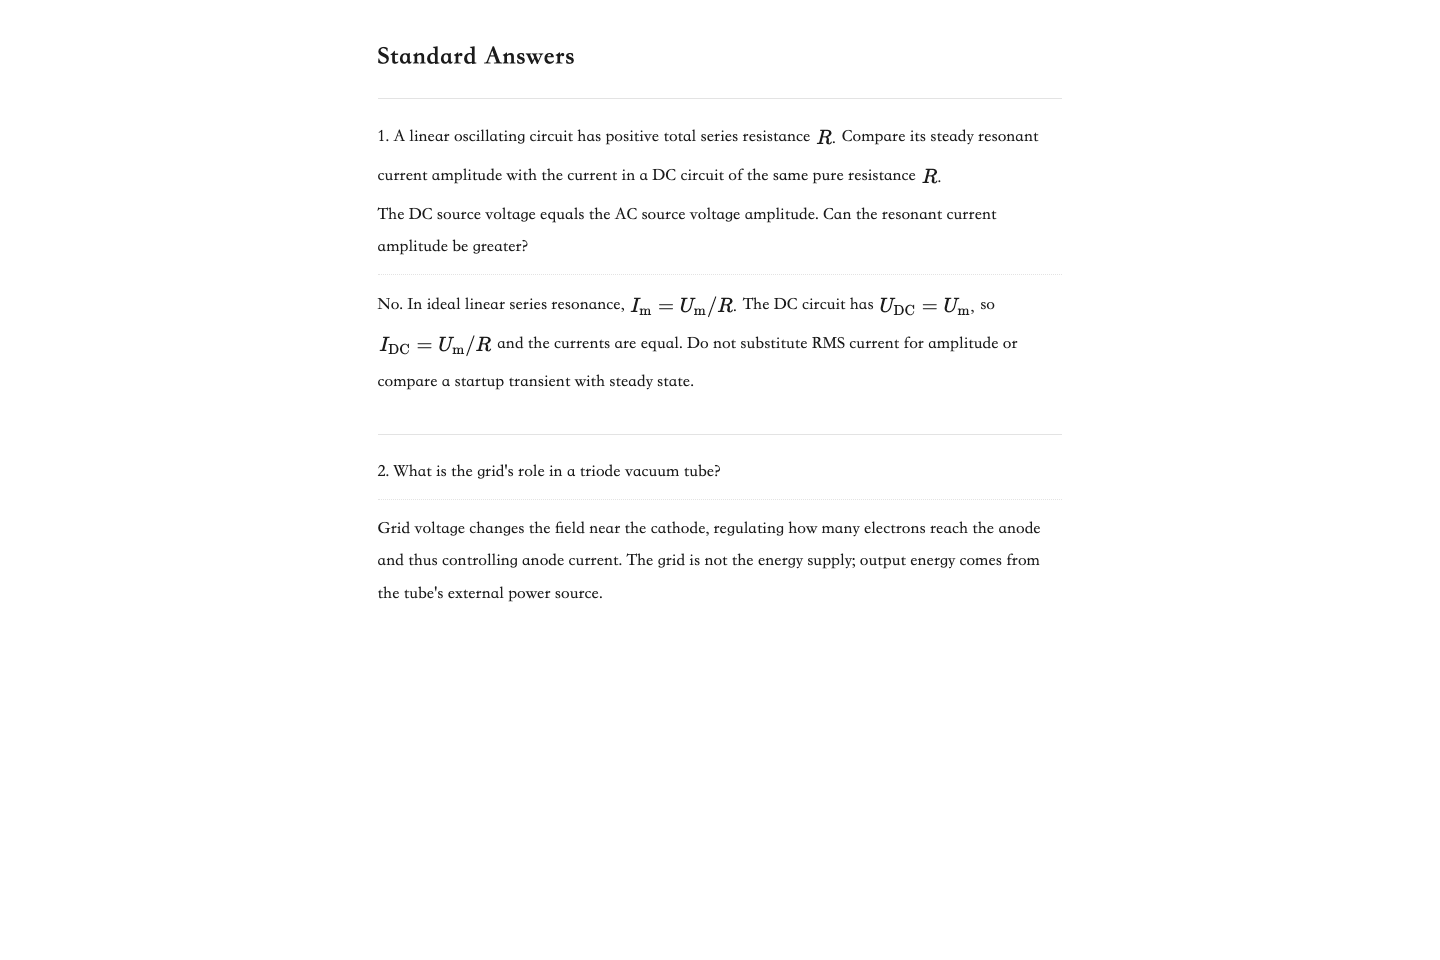 Standard Answers
1. A linear oscillating circuit has positive total series resistance R. Compare its steady resonant
current amplitude with the current in a DC circuit of the same pure resistance R.
The DC source voltage equals the AC source voltage amplitude. Can the resonant current
amplitude be greater?
No. In ideal linear series resonance, I_m = U_m/R. The DC circuit has U_DC = U_m, so
I_DC = U_m/R and the currents are equal. Do not substitute RMS current for amplitude or
compare a startup transient with steady state.
2. What is the grid's role in a triode vacuum tube?
Grid voltage changes the field near the cathode, regulating how many electrons reach the anode
and thus controlling anode current. The grid is not the energy supply; output energy comes from
the tube's external power source.